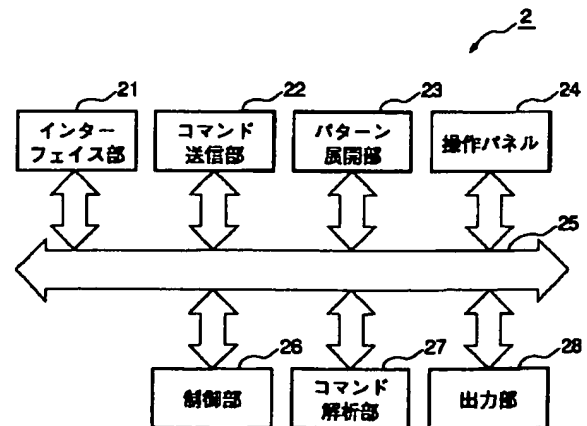 2
21
22
23
24
インター
フェイス部
コマンド
送信部
パターン
展開部
操作パネル
25
26
27
28
制御部
コマンド
解析部
出力部